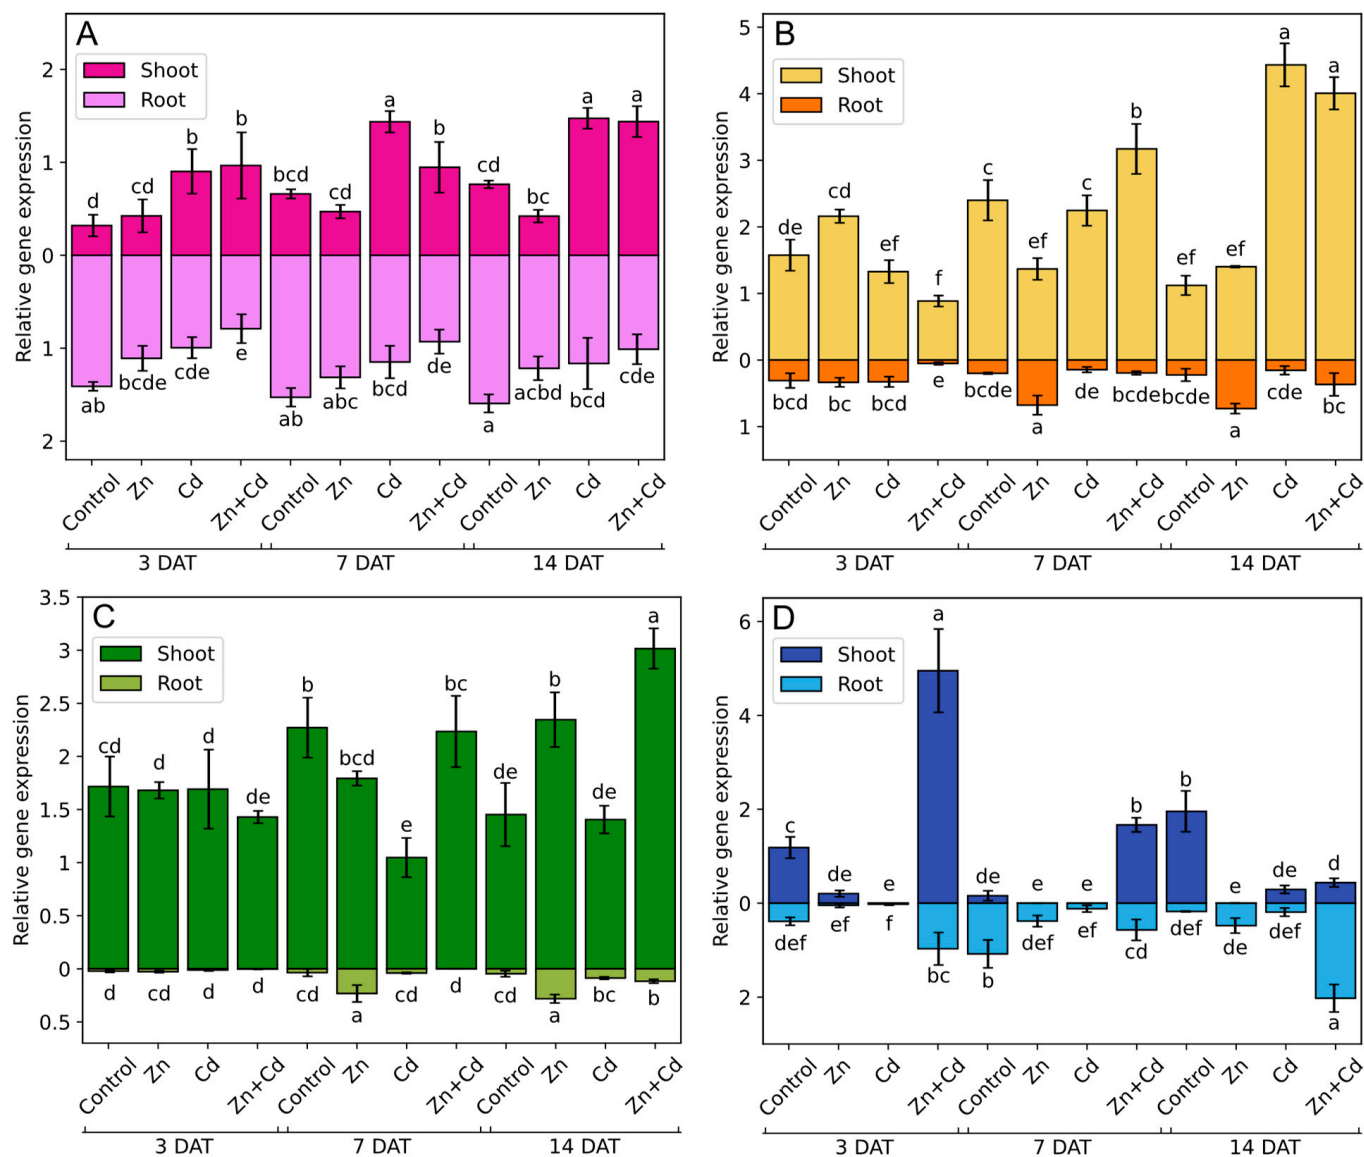 A
Shoot
Root
Relative gene expression
2
1
0
1
2
d
cd
b
b
bcd
cd
a
b
cd
bc
a
a
ab
bcde
cde
e
ab
abc
bcd
de
a
acbd
bcd
cde
Control
Zn
Cd
Zn+Cd
Control
Zn
Cd
Zn+Cd
Control
Zn
Cd
Zn+Cd
3 DAT
7 DAT
14 DAT
B
Shoot
Root
Relative gene expression
5
4
3
2
1
0
1
de
cd
ef
f
c
ef
c
b
ef
ef
a
a
bcd
bc
bcd
e
bcde
a
de
bcde
bcde
a
cde
bc
Control
Zn
Cd
Zn+Cd
Control
Zn
Cd
Zn+Cd
Control
Zn
Cd
Zn+Cd
3 DAT
7 DAT
14 DAT
C
Shoot
Root
Relative gene expression
3.5
3
2.5
2
1.5
1
0.5
0
0.5
cd
d
d
de
b
bcd
e
bc
de
b
de
a
d
cd
d
d
cd
a
cd
d
cd
a
bc
b
Control
Zn
Cd
Zn+Cd
Control
Zn
Cd
Zn+Cd
Control
Zn
Cd
Zn+Cd
3 DAT
7 DAT
14 DAT
D
Shoot
Root
Relative gene expression
6
4
2
0
2
c
de
e
a
de
e
e
b
b
e
de
d
def
ef
f
bc
b
def
ef
cd
def
de
def
a
Control
Zn
Cd
Zn+Cd
Control
Zn
Cd
Zn+Cd
Control
Zn
Cd
Zn+Cd
3 DAT
7 DAT
14 DAT